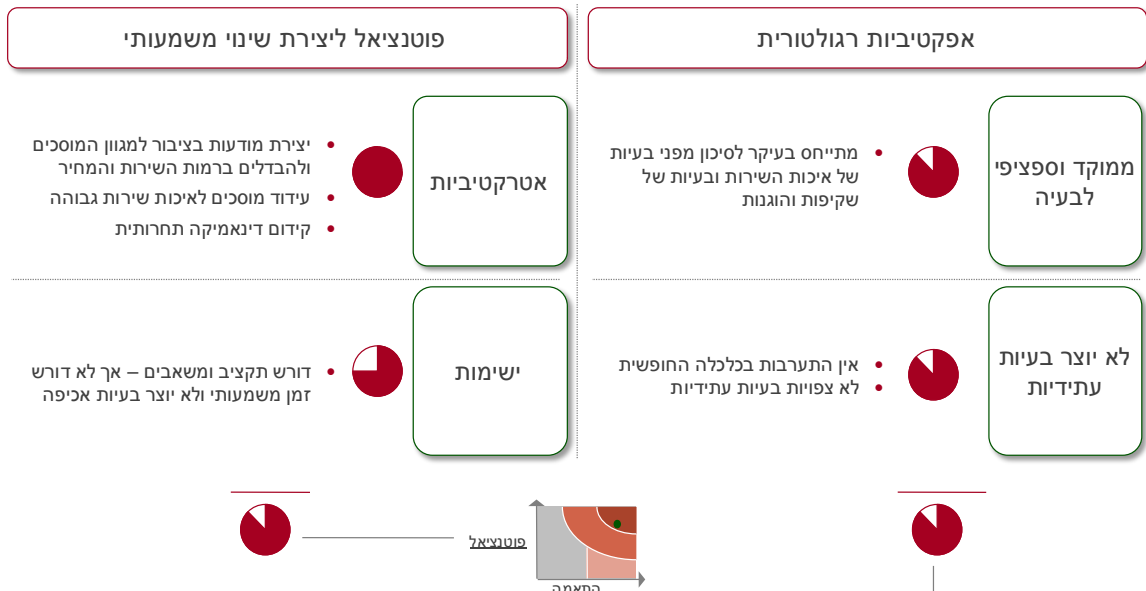 אפקטיביות רגולטורית
ממוקד וספציפי
לבעיה
• מתייחס בעיקר לסיכון מפני בעיות
של איכות השירות ובעיות של
שקיפות והוגנות
לא יוצר בעיות
עתידיות
• אין התערבות בכלכלה החופשית
• לא צפויות בעיות עתידיות
פוטנציאל ליצירת שינוי משמעותי
אטרקטיביות
• יצירת מודעות בציבור למגוון המוסכים
ולהבדלים ברמות השירות והמחיר
• עידוד מוסכים לאיכות שירות גבוהה
• קידום דינאמיקה תחרותית
ישימות
• דורש תקציב ומשאבים – אך לא דורש
זמן משמעותי ולא יוצר בעיות אכיפה
פוטנציאל
התאמה